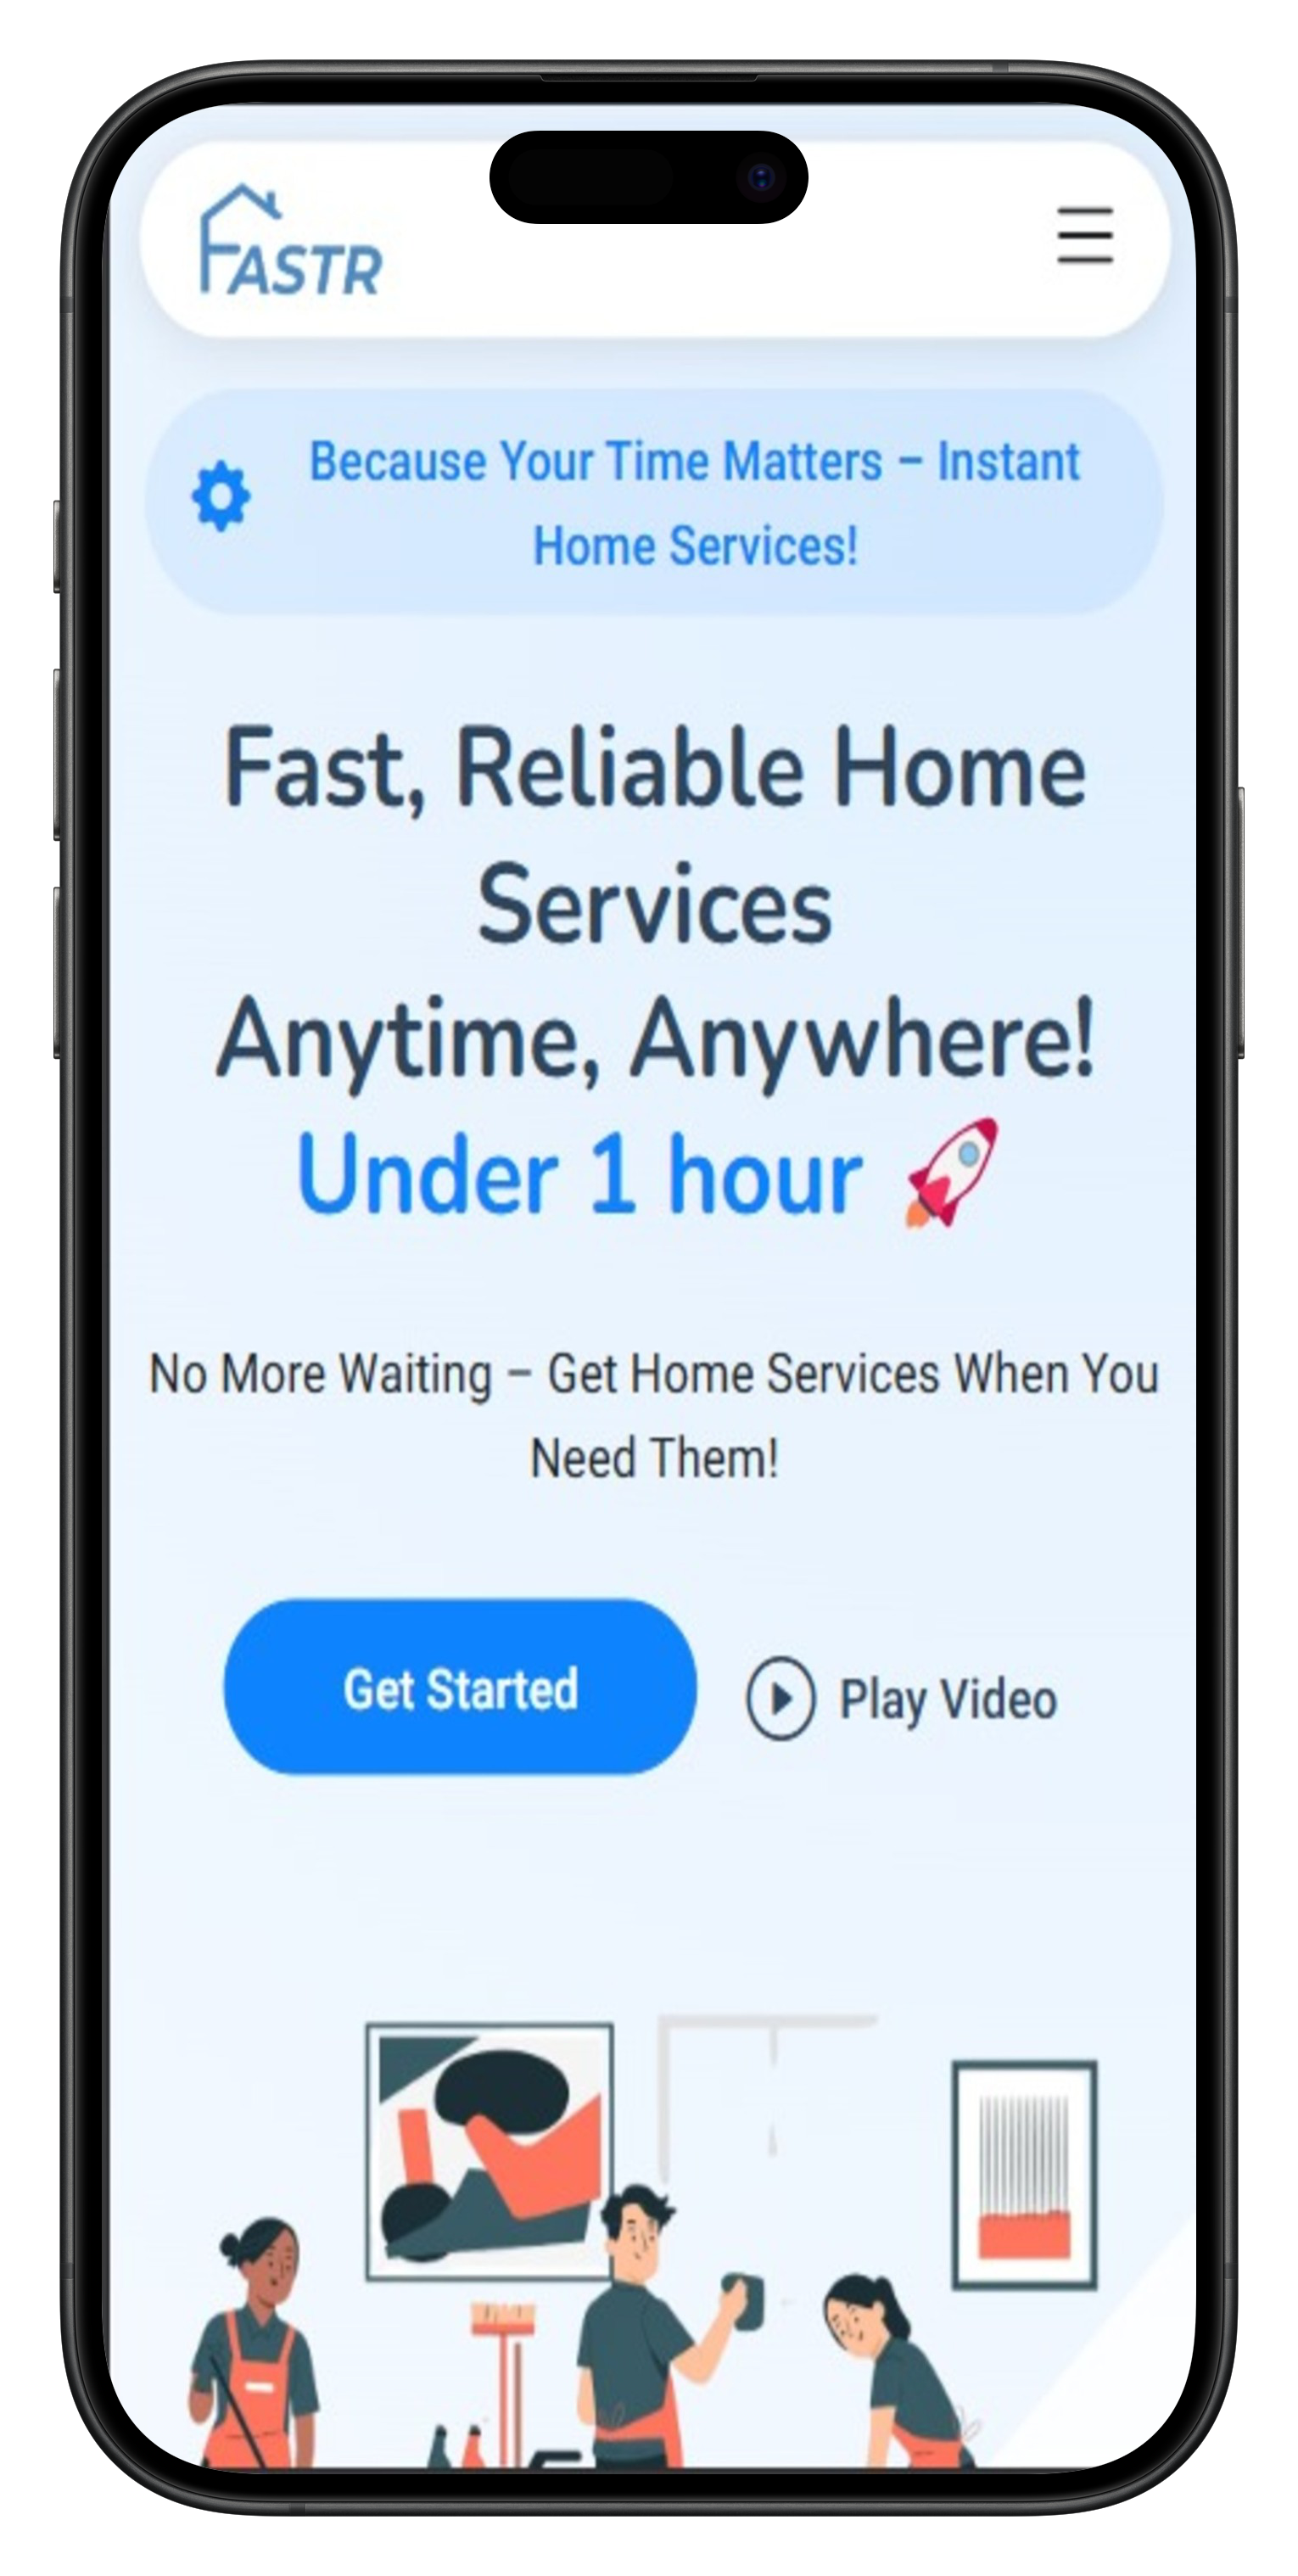 FASTR
Because Your Time Matters – Instant
Home Services!
Fast, Reliable Home
Services
Anytime, Anywhere!
Under 1 hour 🚀
No More Waiting – Get Home Services When You
Need Them!
Get Started
Play Video